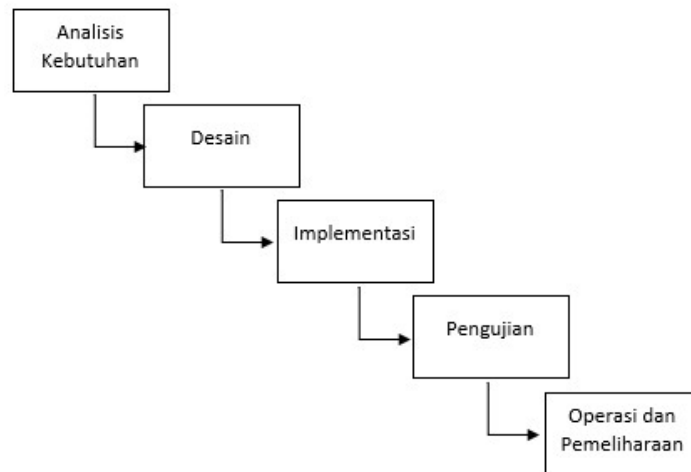 Analisis
Kebutuhan
Desain
Implementasi
Pengujian
Operasi dan
Pemeliharaan